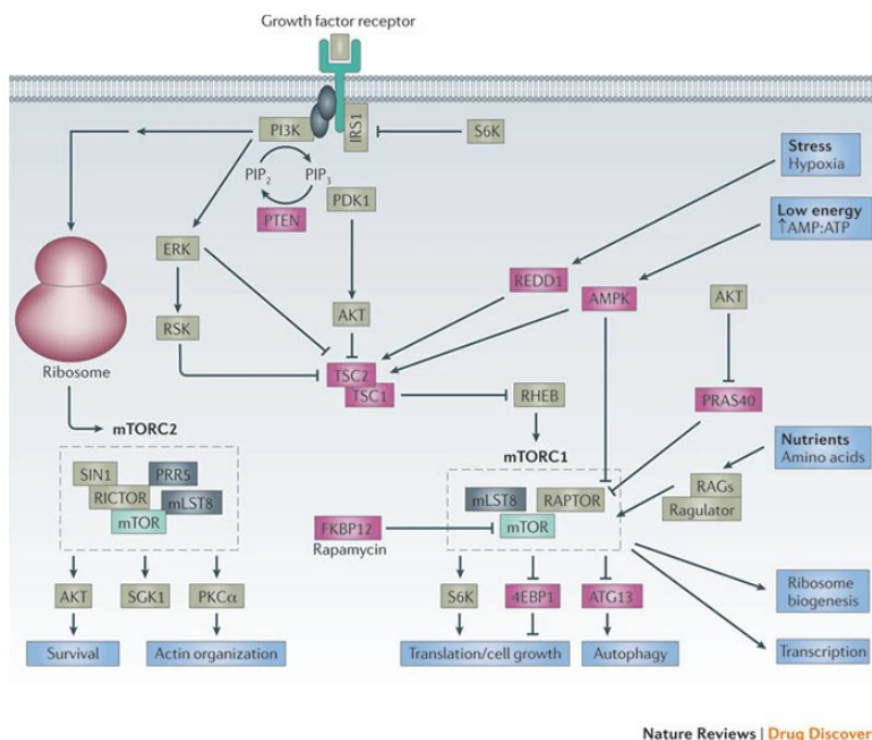 Growth factor receptor
PI3K
IRS1
S6K
PIP2
PIP3
PTEN
PDK1
Stress
Hypoxia
Low energy
↑AMP:ATP
ERK
REDD1
AMPK
AKT
RSK
AKT
Ribosome
TSC2
TSC1
RHEB
PRAS40
mTORC2
mTORC1
Nutrients
Amino acids
SIN1
PRR5
RICTOR
mLST8
mTOR
mLST8
RAPTOR
mTOR
RAGs
Ragulator
FKBP12
Rapamycin
AKT
SGK1
PKCα
S6K
4EBP1
ATG13
Ribosome
biogenesis
Survival
Actin organization
Translation/cell growth
Autophagy
Transcription
Nature Reviews | Drug Discover